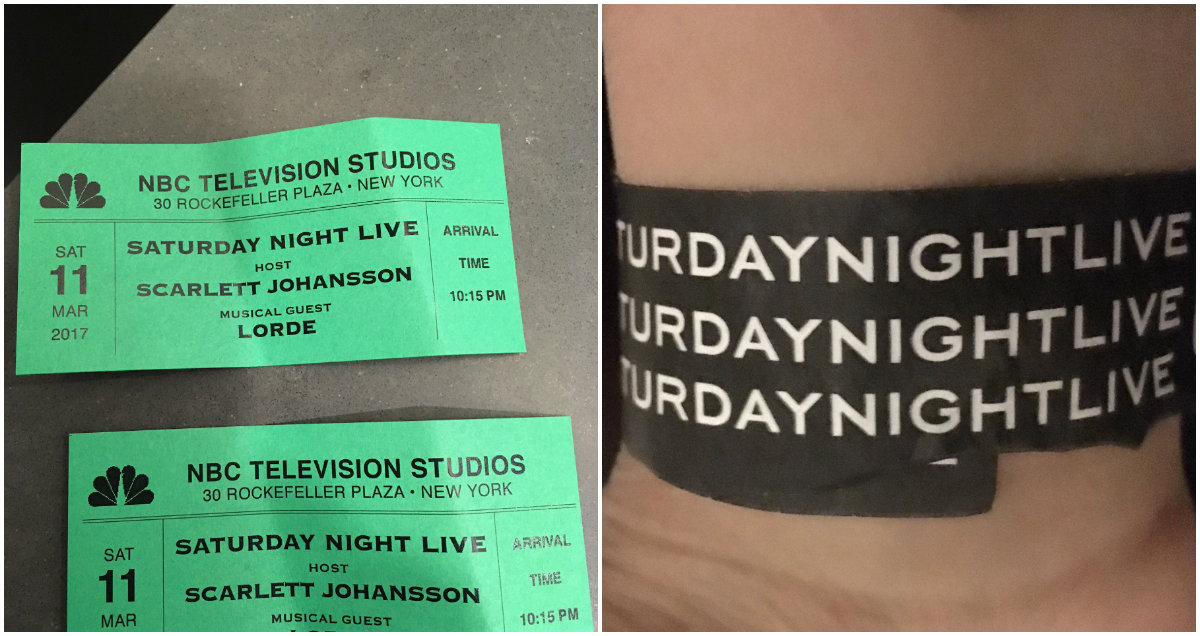 NBC TELEVISION STUDIOS
30 ROCKEFELLER PLAZA • NEW YORK
SAT
11
MAR
2017
SATURDAY NIGHT LIVE
HOST
SCARLETT JOHANSSON
MUSICAL GUEST
LORDE
ARRIVAL
TIME
10:15 PM
NBC TELEVISION STUDIOS
30 ROCKEFELLER PLAZA • NEW YORK
SAT
11
MAR
SATURDAY NIGHT LIVE
HOST
SCARLETT JOHANSSON
MUSICAL GUEST
ARRIVAL
TIME
10:15 PM
TURDAYNIGHTLIVE
TURDAYNIGHTLIVE
TURDAYNIGHTLIVE